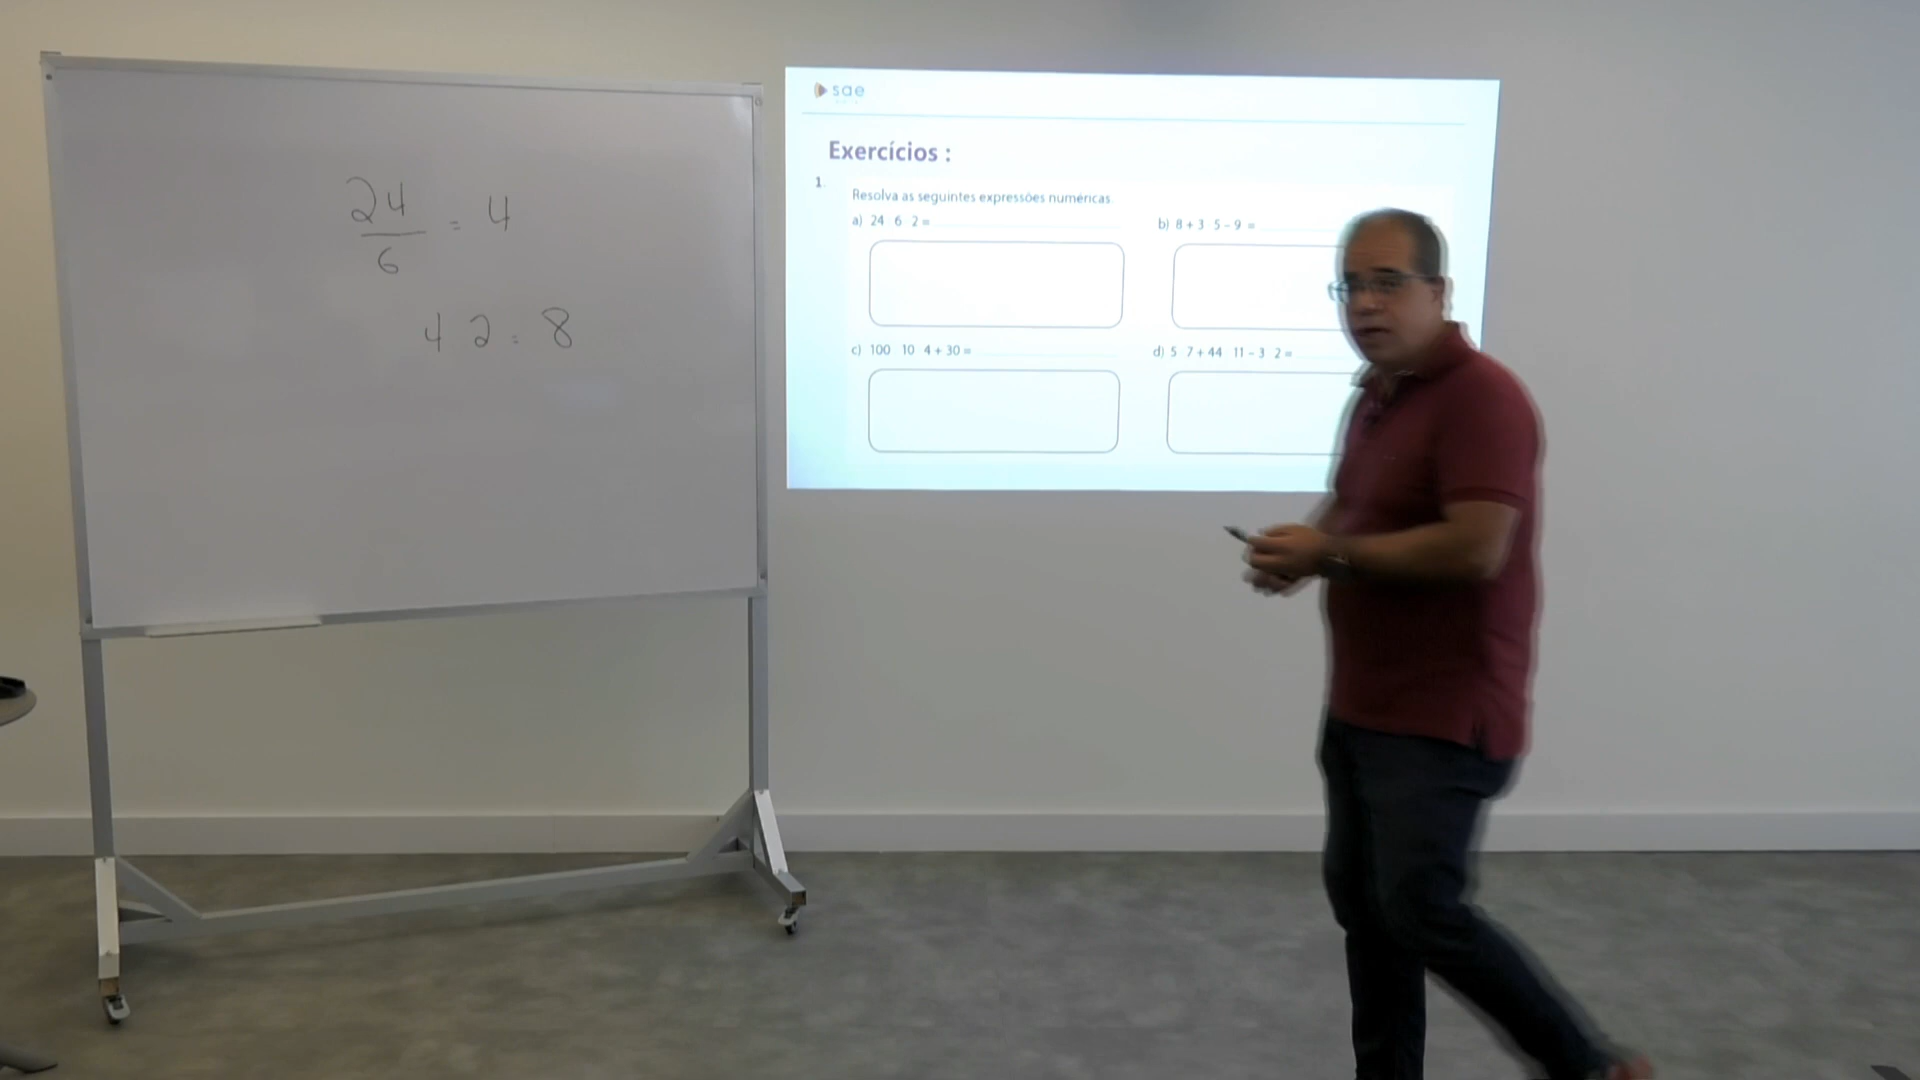 24
6
= 4
4 2 = 8
sae
Exercícios :
1.
Resolva as seguintes expressões numéricas
a) 24 6 2 =
b) 8 + 3 5 – 9 =
c) 100 10 4 + 30 =
d) 5 7 + 44 11 – 3 2 =